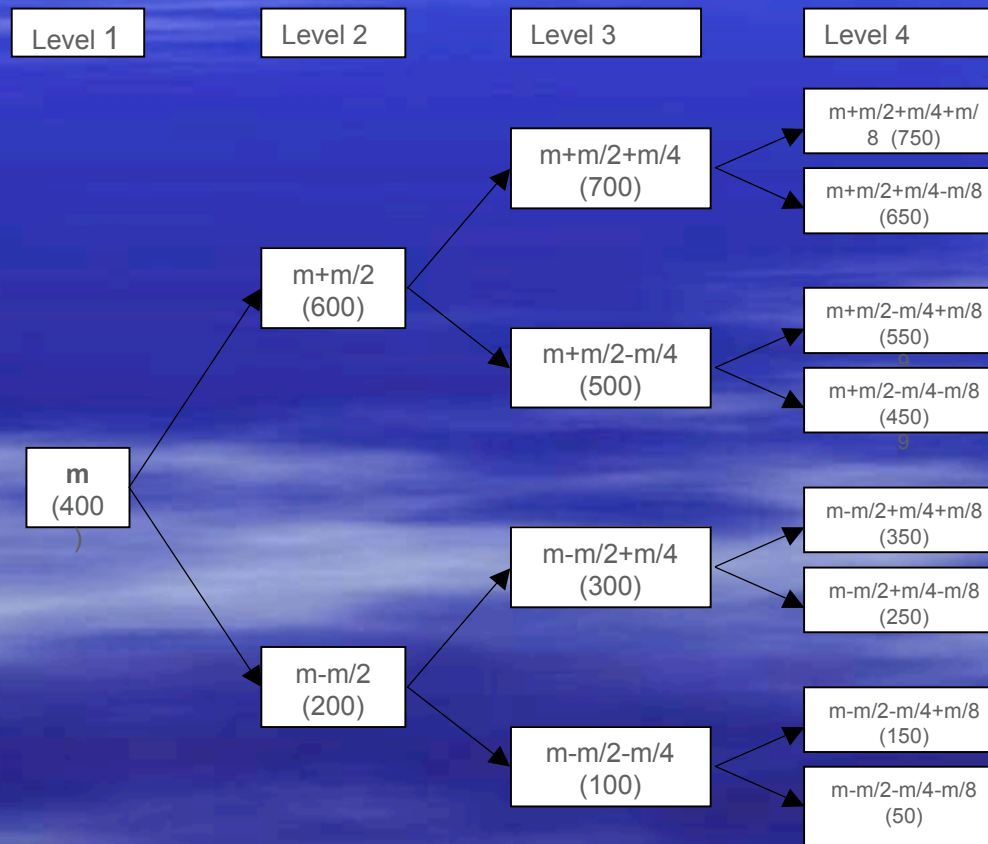 Level 1
Level 2
Level 3
Level 4
m
(400
)
m+m/2
(600)
m-m/2
(200)
m+m/2+m/4
(700)
m+m/2-m/4
(500)
m-m/2+m/4
(300)
m-m/2-m/4
(100)
m+m/2+m/4+m/
8 (750)
m+m/2+m/4-m/8
(650)
m+m/2-m/4+m/8
(550
9
m+m/2-m/4-m/8
(450
9
m-m/2+m/4+m/8
(350)
m-m/2+m/4-m/8
(250)
m-m/2-m/4+m/8
(150)
m-m/2-m/4-m/8
(50)